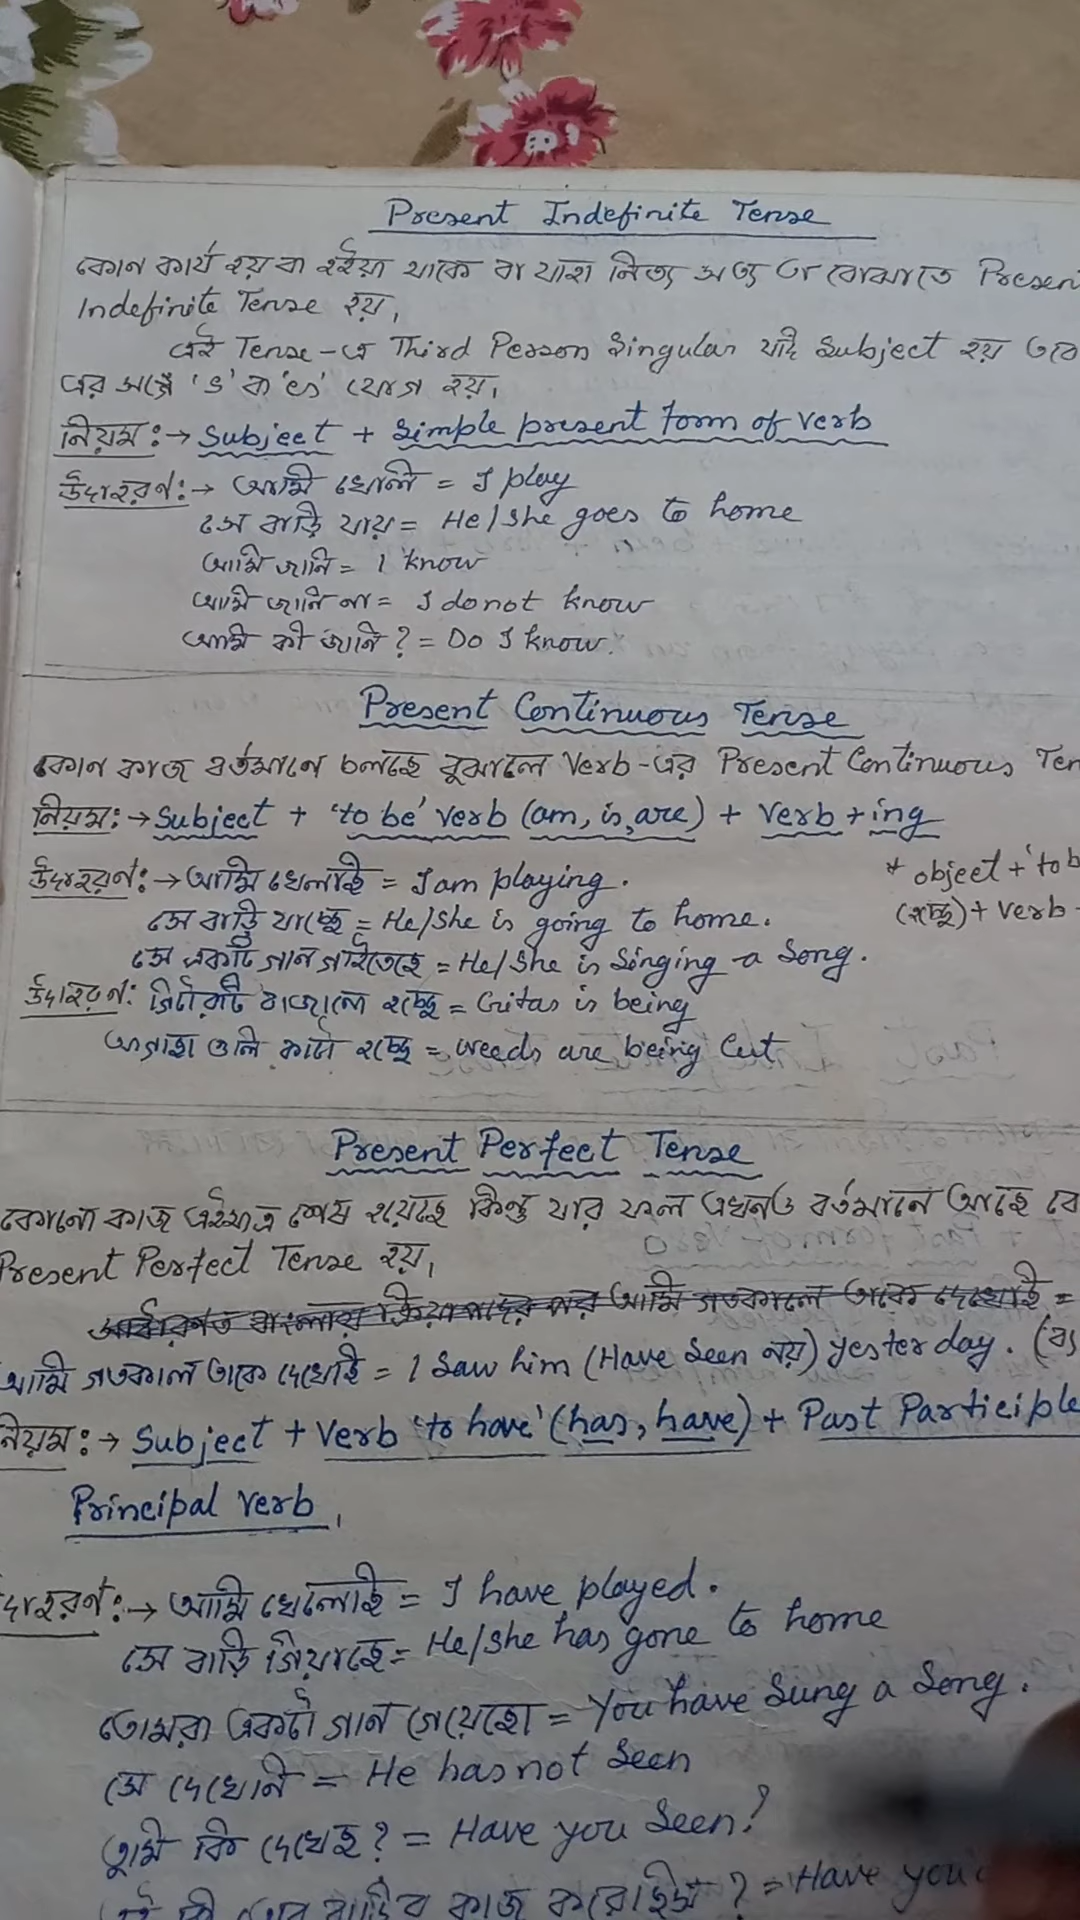 Present Indefinite Tense
কোন কার্য হয় বা হইয়া থাকে বা যাহা নিত্য সত্য তা বোঝাতে Presen
Indefinite Tense হয়,
এই Tense-এ Third Person Singular যদি Subject হয় তবে
এর সঙ্গে 's' বা 'es' যোগ হয়,
নিয়ম :→ Subject + Simple present form of verb
উদাহরণ :→ আমি খেলি = I play
সে বাড়ি যায় = He/she goes to home
আমি জানি = I know
আমি জানি না = I do not know
আমি কী জানি ? = Do I know.
Present Continuous Tense
কোন কাজ বর্তমানে চলছে বুঝালে Verb-এর Present Continuous Ten
নিয়ম :→ Subject + 'to be' verb (am, is, are) + verb + ing
উদাহরণ :→ আমি খেলছি = I am playing.
* object + 'to b
সে বাড়ি যাচ্ছে = He/she is going to home.
(হচ্ছে) + verb -
সে একটি গান গাইতেছে = He/she is singing a song.
উদাহরণ : গিটারটি বাজানো হচ্ছে = Gritas is being
আগাছা গুলি কাটা হচ্ছে = weeds are being cut
Present Perfect Tense
কোনো কাজ এইমাত্র শেষ হয়েছে কিন্তু যার ফল এখনও বর্তমানে আছে বো
Present Perfect Tense হয়,
আমি গতকালে তাকে দেখেছি =
আমি গতকাল তাকে দেখেছি = I saw him (Have seen নয়) yesterday. (ব্য
নিয়ম :→ Subject + verb 'to have' (has, have) + Past Participle
Principal verb,
দাহরণ :→ আমি খেলেছি = I have played.
সে বাড়ি গিয়াছে = He/she has gone to home
তোমরা একটা গান গেয়েছো = You have sung a song.
সে দেখেনি = He has not seen
তুমি কি দেখেছ ? = Have you seen?
কী বাড়ির কাজ করেছিস ? = Have you